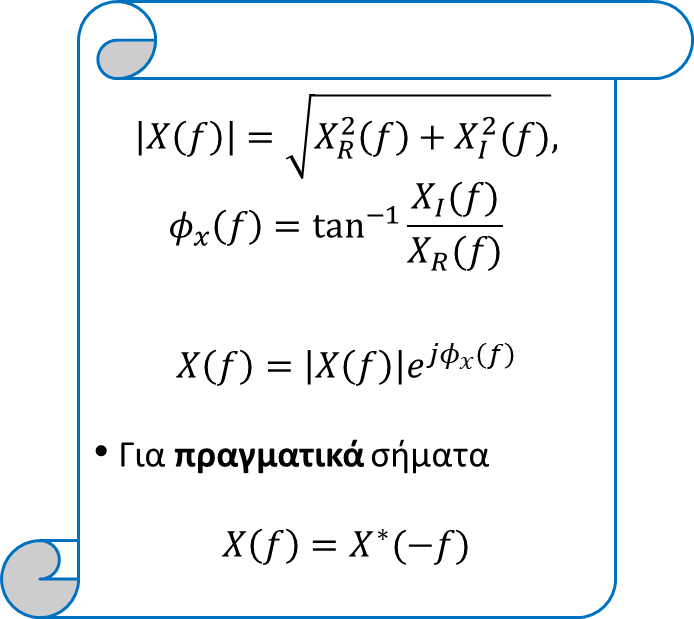 |X(f)| = √(X_R^2(f) + X_I^2(f)),
ϕ_x(f) = tan^{−1} X_I(f)/X_R(f)
X(f) = |X(f)|e^{jϕ_x(f)}
• Για πραγματικά σήματα
X(f) = X^*(−f)